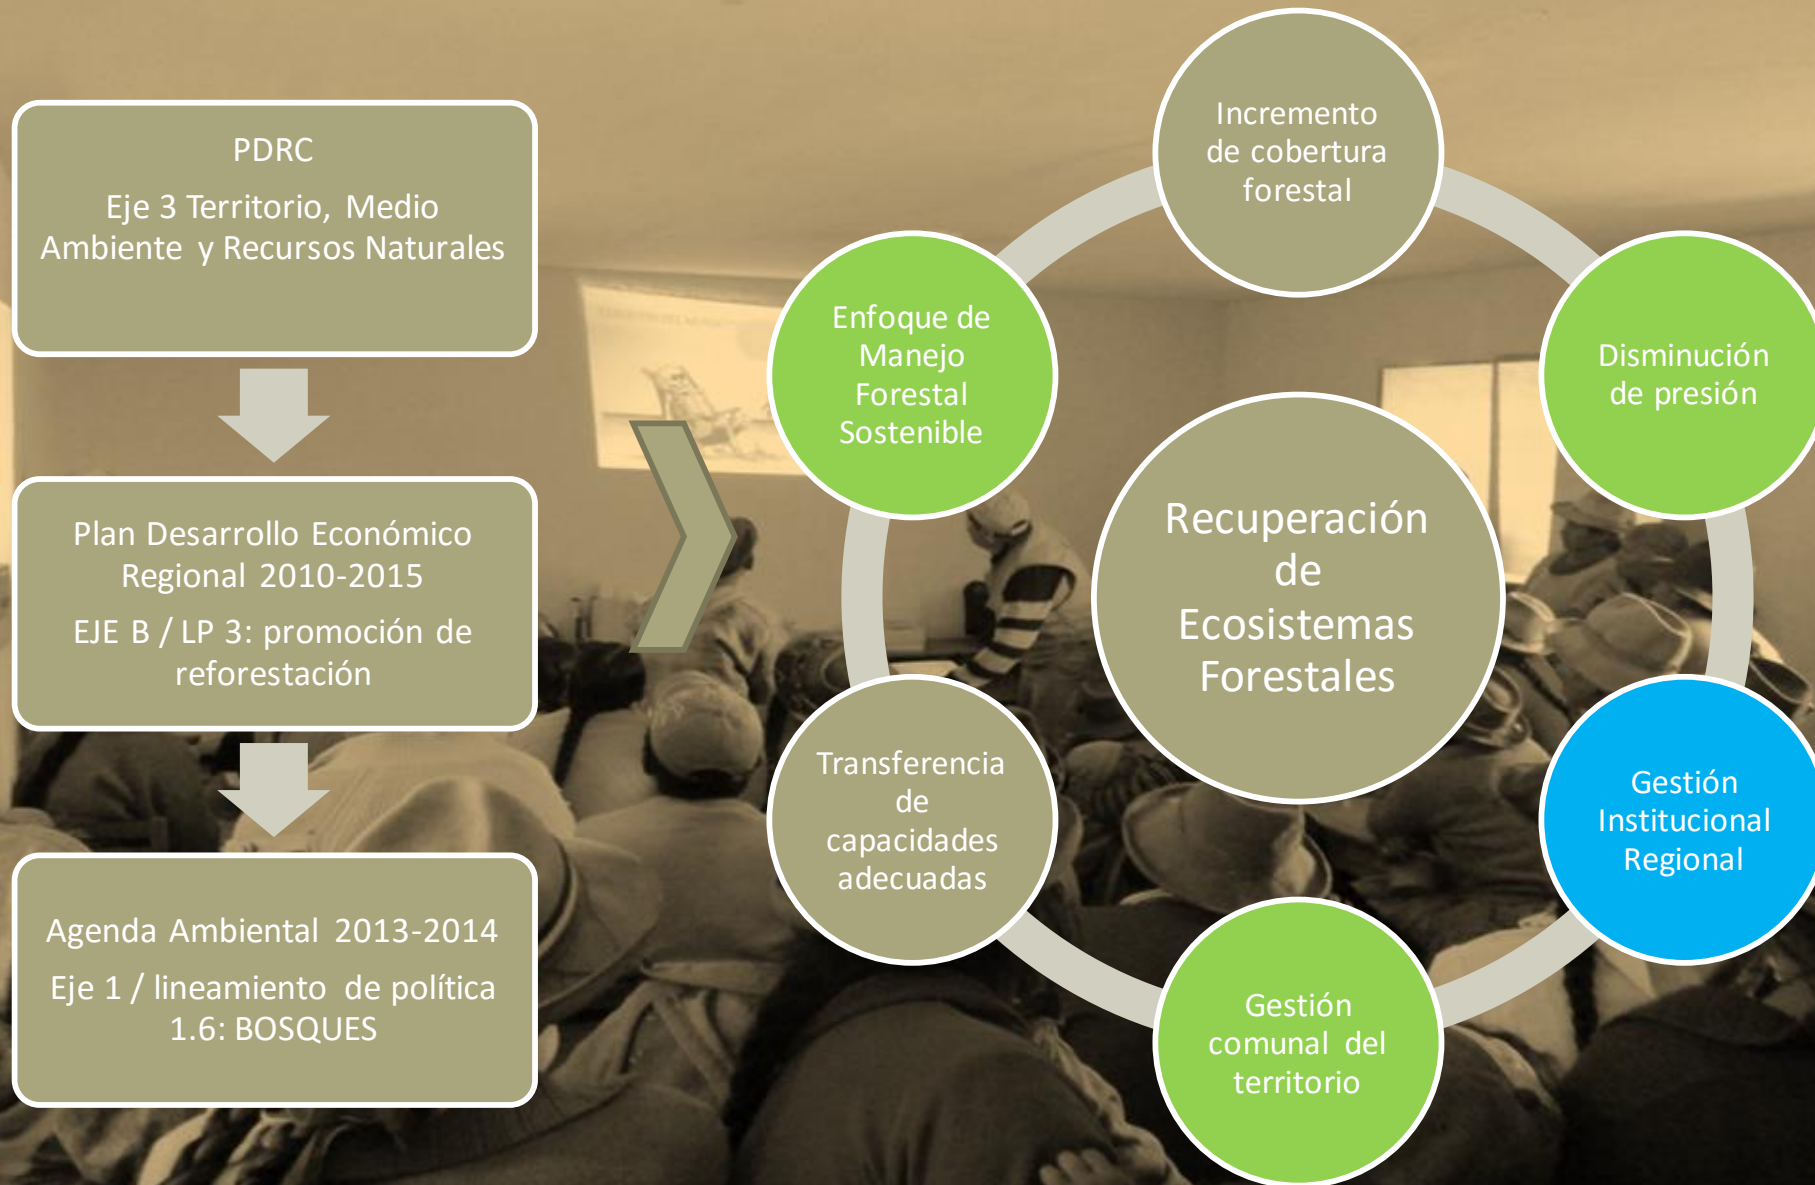 PDRC
Eje 3 Territorio, Medio
Ambiente y Recursos Naturales
Plan Desarrollo Económico
Regional 2010-2015
EJE B / LP 3: promoción de
reforestación
Agenda Ambiental 2013-2014
Eje 1 / lineamiento de política
1.6: BOSQUES
Recuperación
de
Ecosistemas
Forestales
Incremento
de cobertura
forestal
Disminución
de presión
Gestión
Institucional
Regional
Gestión
comunal del
territorio
Transferencia
de
capacidades
adecuadas
Enfoque de
Manejo
Forestal
Sostenible